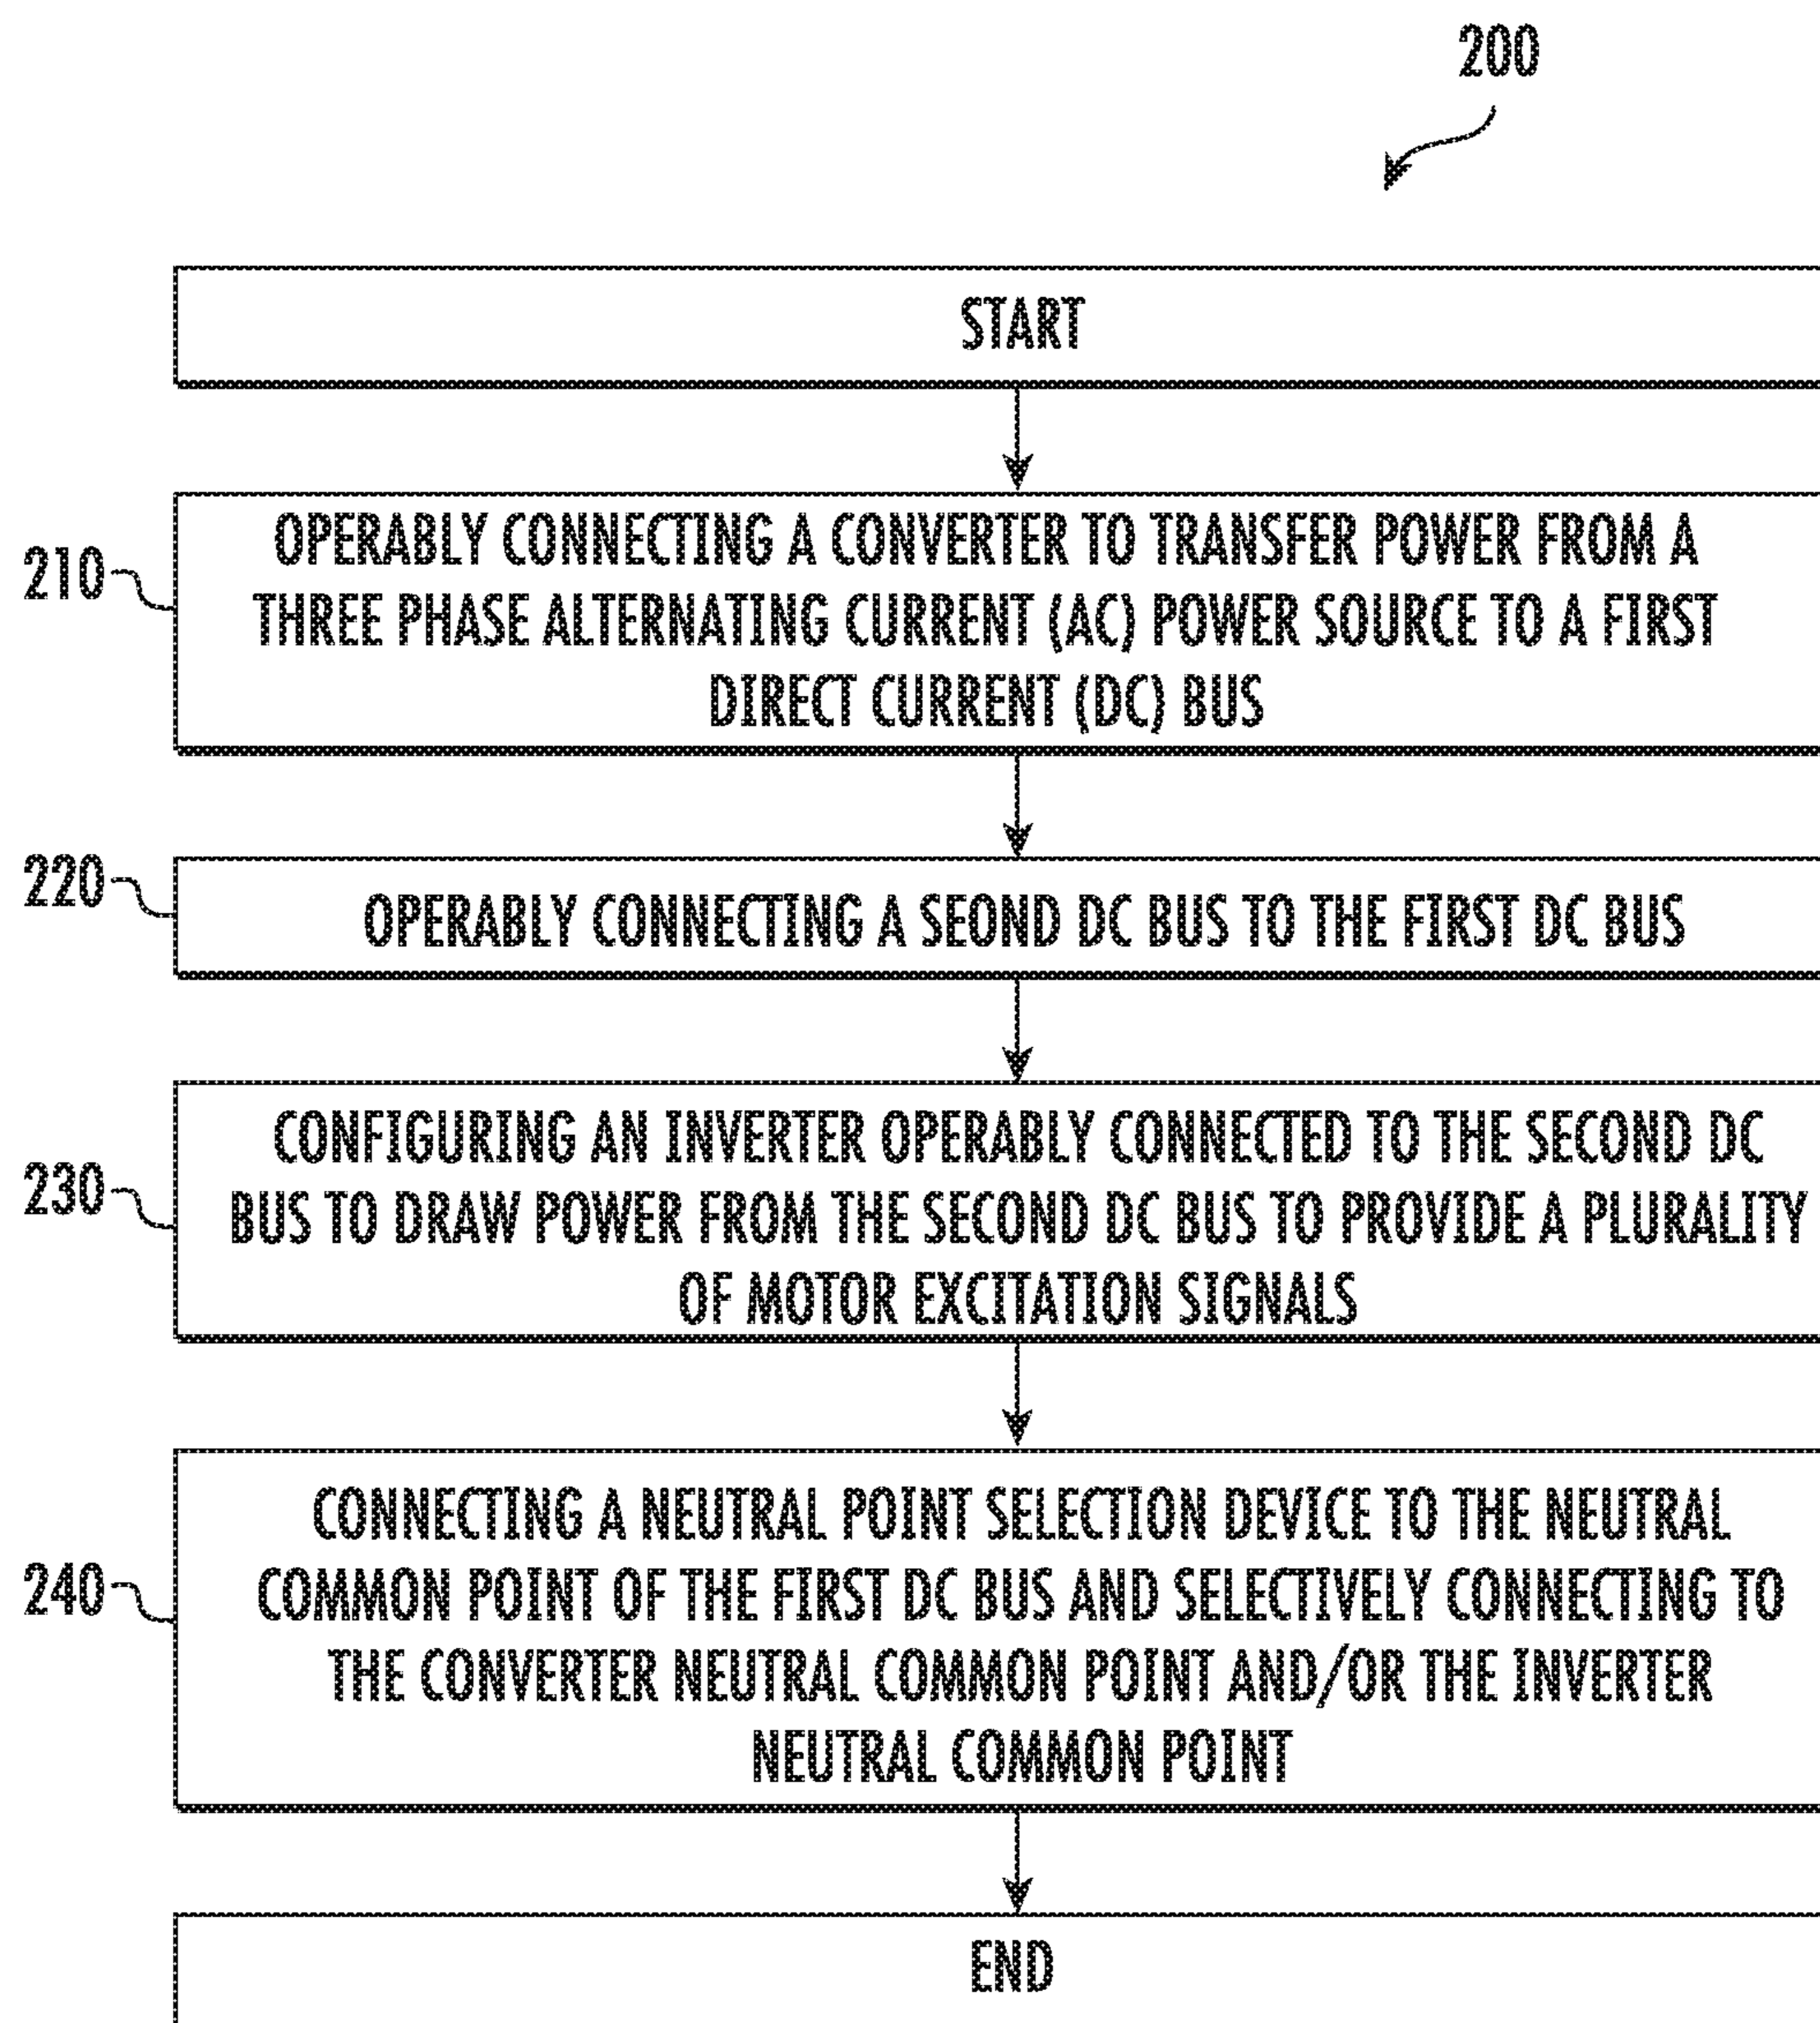 200
START
210
OPERABLY CONNECTING A CONVERTER TO TRANSFER POWER FROM A
THREE PHASE ALTERNATING CURRENT (AC) POWER SOURCE TO A FIRST
DIRECT CURRENT (DC) BUS
220
OPERABLY CONNECTING A SEOND DC BUS TO THE FIRST DC BUS
230
CONFIGURING AN INVERTER OPERABLY CONNECTED TO THE SECOND DC
BUS TO DRAW POWER FROM THE SECOND DC BUS TO PROVIDE A PLURALITY
OF MOTOR EXCITATION SIGNALS
240
CONNECTING A NEUTRAL POINT SELECTION DEVICE TO THE NEUTRAL
COMMON POINT OF THE FIRST DC BUS AND SELECTIVELY CONNECTING TO
THE CONVERTER NEUTRAL COMMON POINT AND/OR THE INVERTER
NEUTRAL COMMON POINT
END